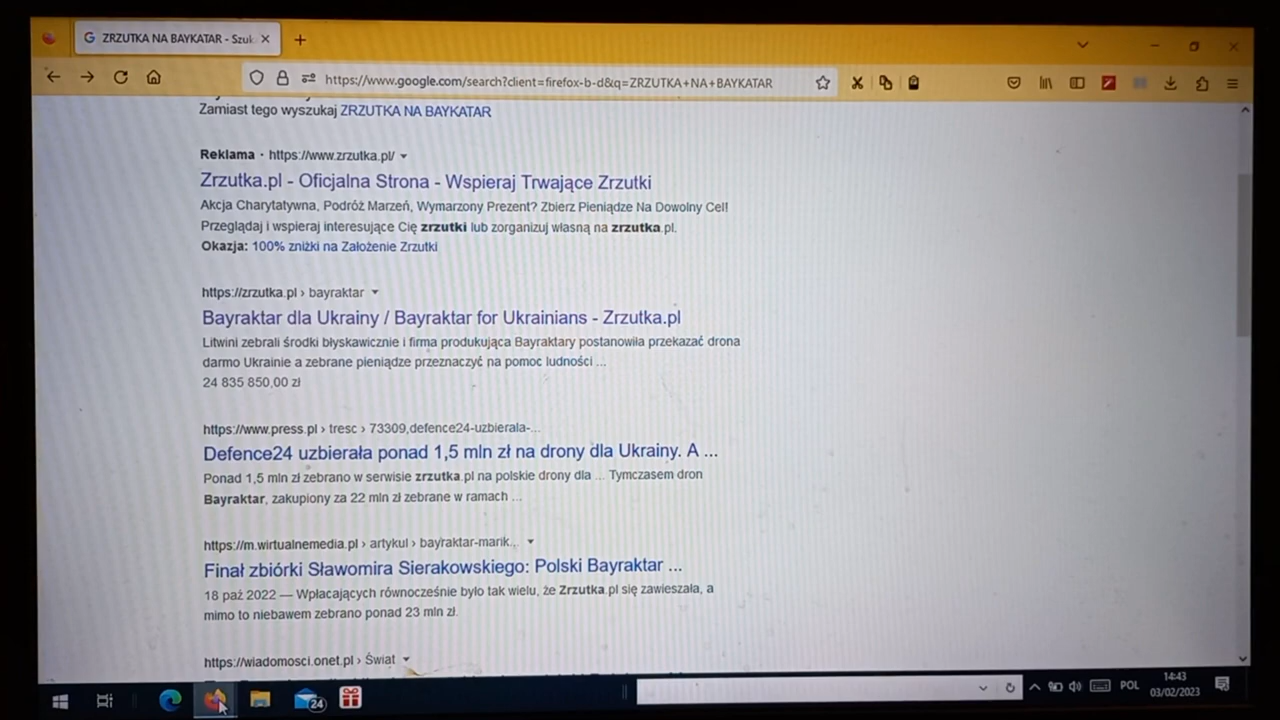 ZRZUTKA NA BAYKATAR - Szuk
https://www.google.com/search?client=firefox-b-d&q=ZRZUTKA+NA+BAYKATAR
Zamiast tego wyszukaj ZRZUTKA NA BAYKATAR
Reklama · https://www.zrzutka.pl/
Zrzutka.pl - Oficjalna Strona - Wspieraj Trwające Zrzutki
Akcja Charytatywna, Podróż Marzeń, Wymarzony Prezent? Zbierz Pieniądze Na Dowolny Cel!
Przeglądaj i wspieraj interesujące Cię zrzutki lub zorganizuj własną na zrzutka.pl.
Okazja: 100% zniżki na Założenie Zrzutki
https://zrzutka.pl › bayraktar
Bayraktar dla Ukrainy / Bayraktar for Ukrainians - Zrzutka.pl
Litwini zebrali środki błyskawicznie i firma produkująca Bayraktary postanowiła przekazać drona
darmo Ukrainie a zebrane pieniądze przeznaczyć na pomoc ludności ...
24 835 850,00 zł
https://www.press.pl › tresc › 73309,defence24-uzbierala-...
Defence24 uzbierała ponad 1,5 mln zł na drony dla Ukrainy. A ...
Ponad 1,5 mln zł zebrano w serwisie zrzutka.pl na polskie drony dla ... Tymczasem dron
Bayraktar, zakupiony za 22 mln zł zebrane w ramach ...
https://m.wirtualnemedia.pl › artykul › bayraktar-marik...
Finał zbiórki Sławomira Sierakowskiego: Polski Bayraktar ...
18 paź 2022 — Wpłacających równocześnie było tak wielu, że Zrzutka.pl się zawieszała, a
mimo to niebawem zebrano ponad 23 mln zł.
https://wiadomosci.onet.pl › Świat
24
POL
14:43
03/02/2023